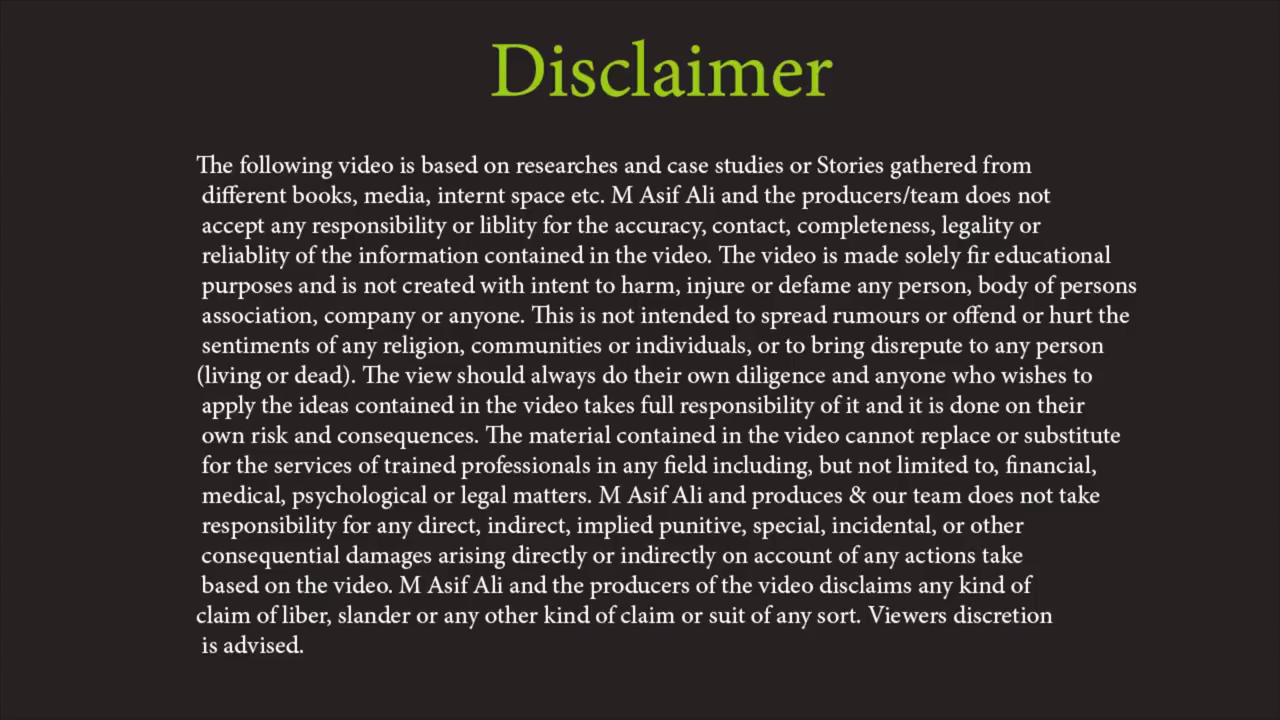 Disclaimer
The following video is based on researches and case studies or Stories gathered from
different books, media, internt space etc. M Asif Ali and the producers/team does not
accept any responsibility or liblity for the accuracy, contact, completeness, legality or
reliablity of the information contained in the video. The video is made solely fir educational
purposes and is not created with intent to harm, injure or defame any person, body of persons
association, company or anyone. This is not intended to spread rumours or offend or hurt the
sentiments of any religion, communities or individuals, or to bring disrepute to any person
(living or dead). The view should always do their own diligence and anyone who wishes to
apply the ideas contained in the video takes full responsibility of it and it is done on their
own risk and consequences. The material contained in the video cannot replace or substitute
for the services of trained professionals in any field including, but not limited to, financial,
medical, psychological or legal matters. M Asif Ali and produces & our team does not take
responsibility for any direct, indirect, implied punitive, special, incidental, or other
consequential damages arising directly or indirectly on account of any actions take
based on the video. M Asif Ali and the producers of the video disclaims any kind of
claim of liber, slander or any other kind of claim or suit of any sort. Viewers discretion
is advised.